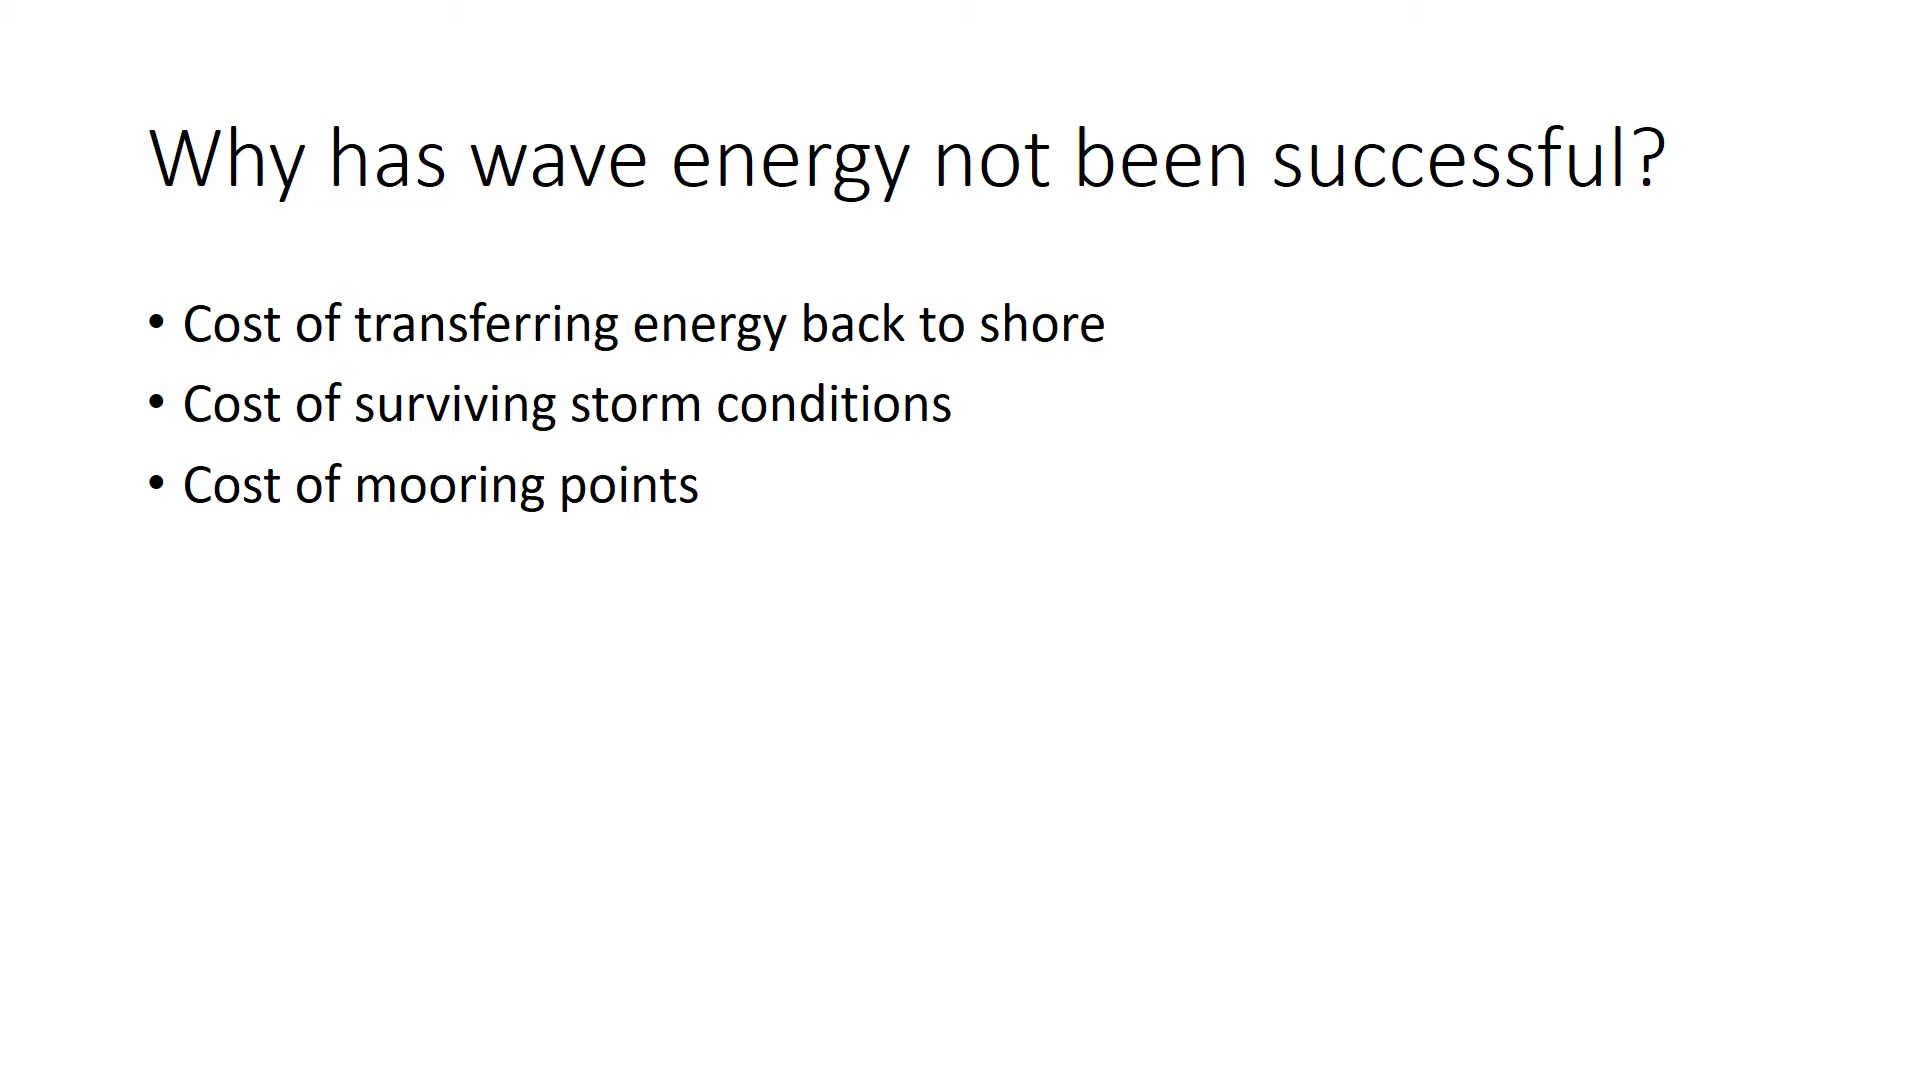 Why has wave energy not been successful?
• Cost of transferring energy back to shore
• Cost of surviving storm conditions
• Cost of mooring points